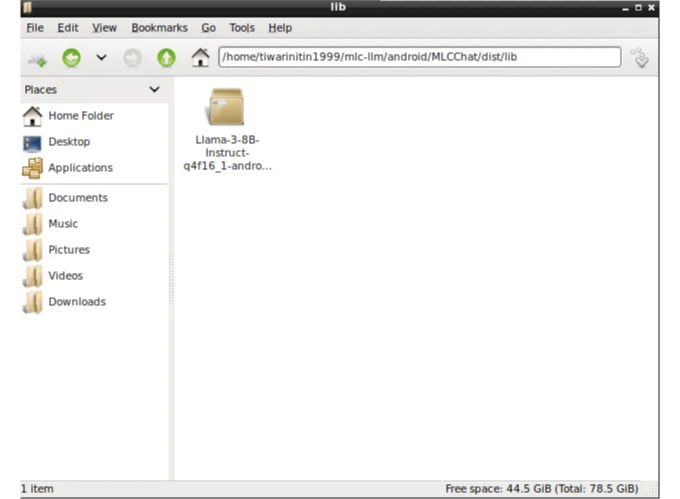 lib
File Edit View Bookmarks Go Tools Help
/home/tiwarinitin1999/mlc-llm/android/MLCChat/dist/lib
Places
Home Folder
Desktop
Applications
Documents
Music
Pictures
Videos
Downloads
Llama-3-8B-
Instruct-
q4f16_1-andro...
1 item Free space: 44.5 GiB (Total: 78.5 GiB)